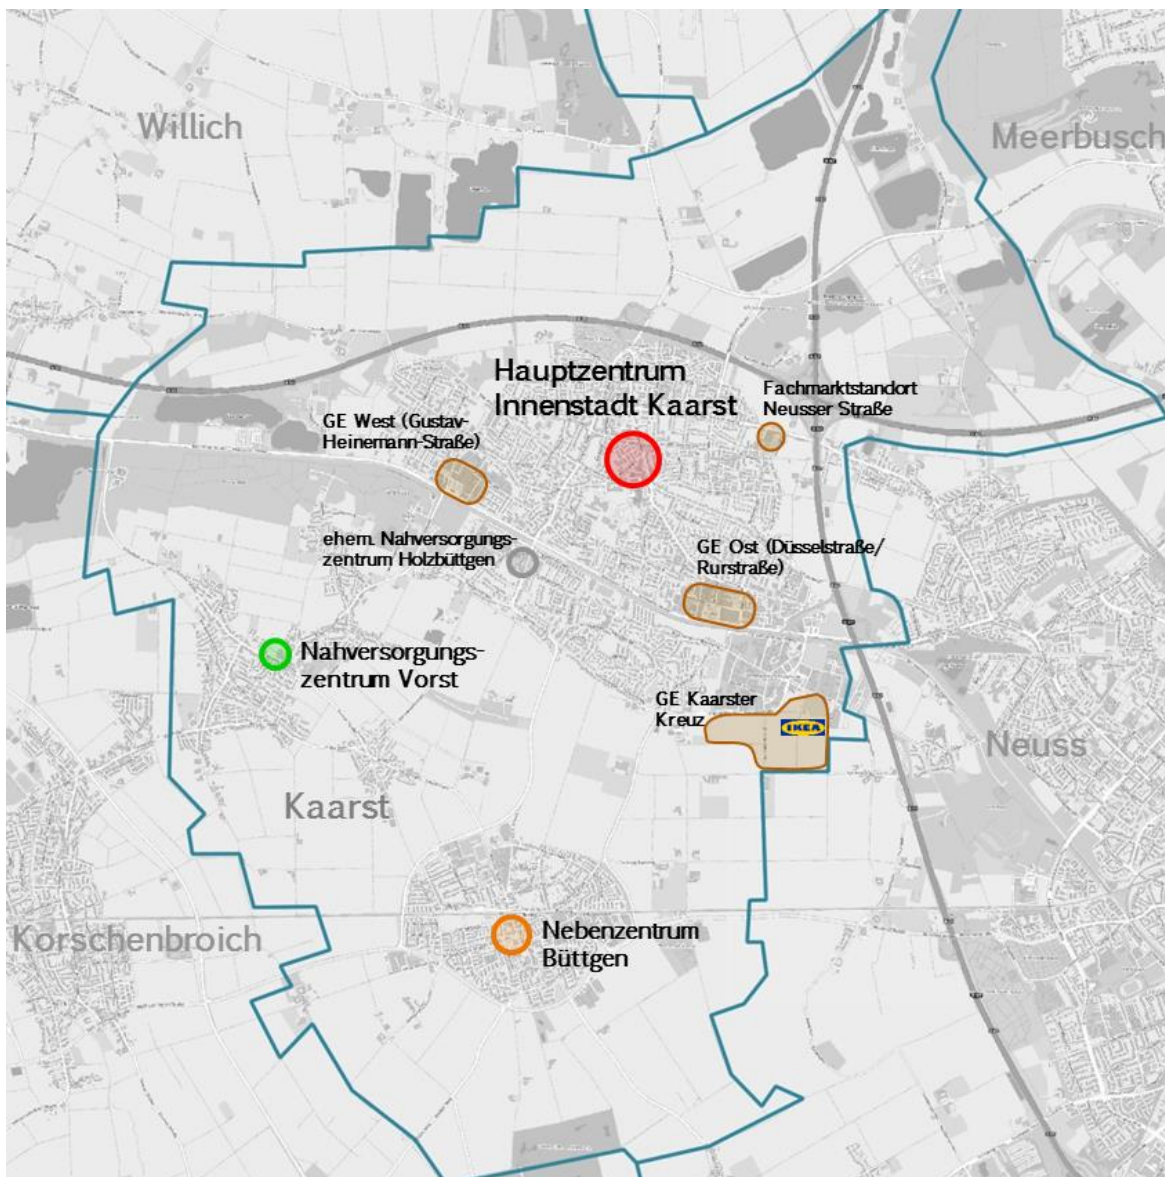 Willich
Meerbusch
Hauptzentrum
Innenstadt Kaarst
Fachmarktstandort
Neusser Straße
GE West (Gustav-
Heinemann-Straße)
ehem. Nahversorgungs-
zentrum Holzbüttgen
GE Ost (Düsselstraße/
Rurstraße)
Nahversorgungs-
zentrum Vorst
GE Kaarster
Kreuz
IKEA
Neuss
Kaarst
Korschenbroich
Nebenzentrum
Büttgen